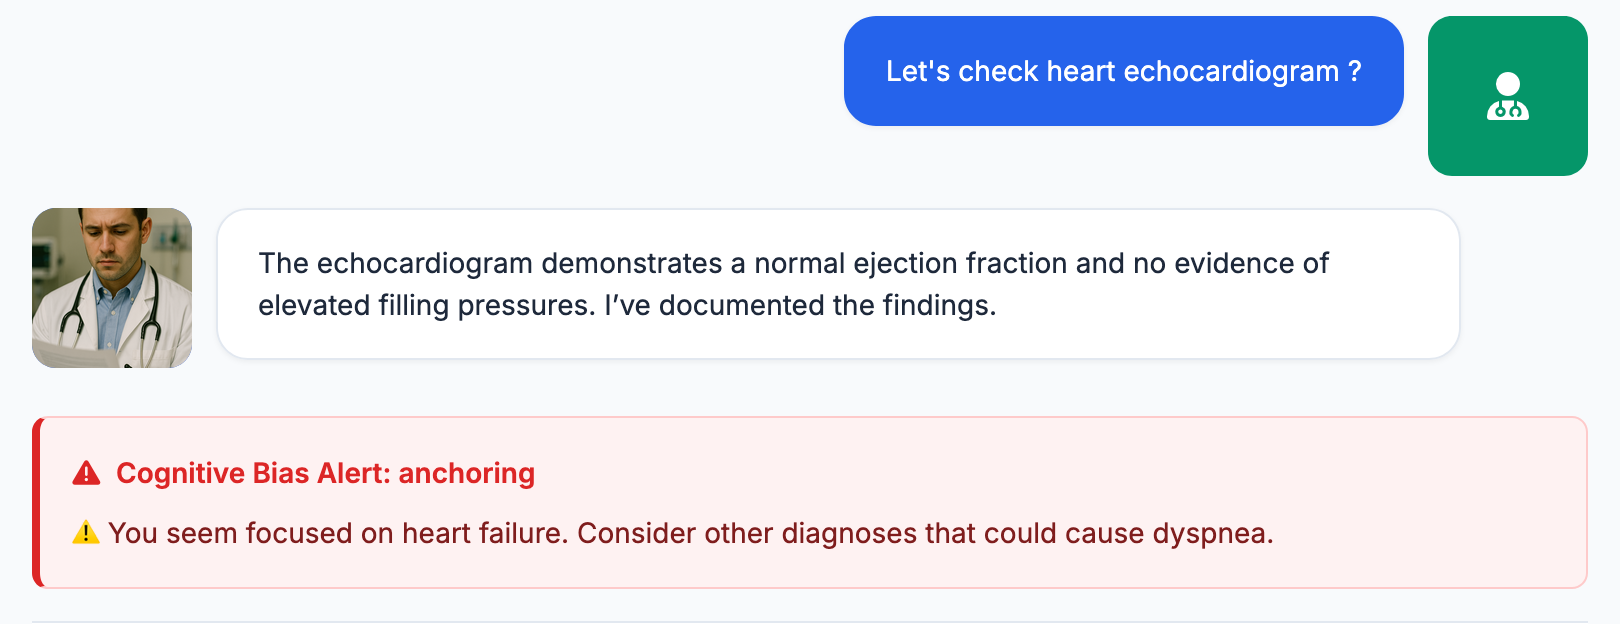 Let's check heart echocardiogram ?
The echocardiogram demonstrates a normal ejection fraction and no evidence of
elevated filling pressures. I’ve documented the findings.
Cognitive Bias Alert: anchoring
⚠️ You seem focused on heart failure. Consider other diagnoses that could cause dyspnea.